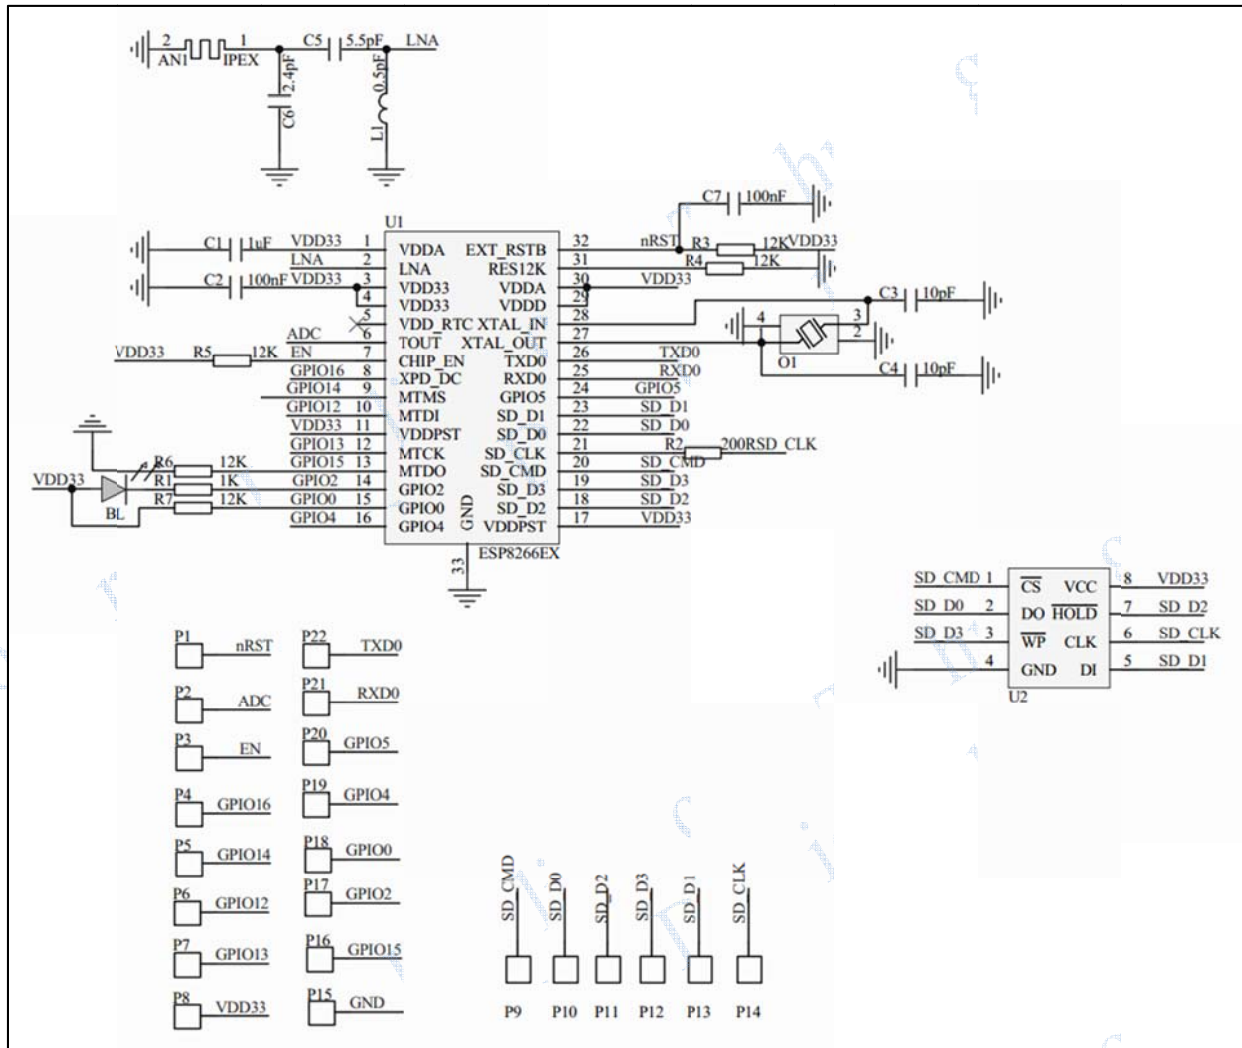 2 1 C5 5.5pF LNA
AN1 IPEX
2.4pF
C6
0.5pF
L1
C7 100nF
U1
C1 1uF VDD33 1 VDDA EXT_RSTB 32 nRST R3 12K VDD33
LNA 2 LNA RES12K 31 R4 12K
C2 100nF VDD33 3 VDD33 VDDA 30 VDD33
4 VDD33 VDDD 29
C3 10pF
5 VDD_RTC XTAL_IN 28
4 3
ADC 6 TOUT XTAL_OUT 27
2
VDD33 R5 12K EN 7 CHIP_EN TXD0 26 TXD0
O1
GPIO16 8 XPD_DC RXD0 25 RXD0
C4 10pF
GPIO14 9 MTMS GPIO5 24 GPIO5
GPIO12 10 MTDI SD_D1 23 SD_D1
VDD33 11 VDDPST SD_D0 22 SD_D0
GPIO13 12 MTCK SD_CLK 21 R2 200RSD_CLK
R6 12K GPIO15 13 MTDO SD_CMD 20 SD_CMD
VDD33 R1 1K GPIO2 14 GPIO2 SD_D3 19 SD_D3
BL R7 12K GPIO0 15 GPIO0 SD_D2 18 SD_D2
GPIO4 16 GPIO4 GND VDDPST 17 VDD33
ESP8266EX
33
SD_CMD 1 CS VCC 8 VDD33
SD_D0 2 DO HOLD 7 SD_D2
SD_D3 3 WP CLK 6 SD_CLK
4 GND DI 5 SD_D1
U2
P1 nRST P22 TXD0
P2 ADC P21 RXD0
P3 EN P20 GPIO5
P4 GPIO16 P19 GPIO4
P5 GPIO14 P18 GPIO0
P6 GPIO12 P17 GPIO2
P7 GPIO13 P16 GPIO15
P8 VDD33 P15 GND
SD_CMD SD_D0 SD_D2 SD_D3 SD_D1 SD_CLK
P9 P10 P11 P12 P13 P14